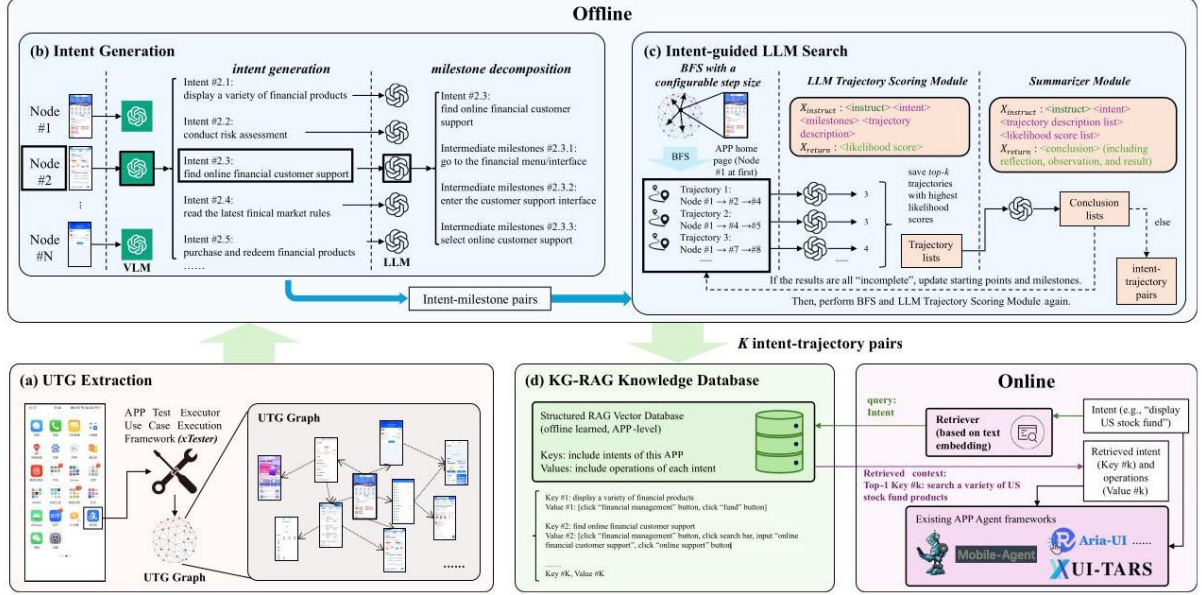 Offline
(b) Intent Generation
intent generation
milestone decomposition
Node
#1
Node
#2
Node
#N
VLM
Intent #2.1:
display a variety of financial products
Intent #2.2:
conduct risk assessment
Intent #2.3:
find online financial customer support
Intent #2.4:
read the latest finical market rules
Intent #2.5:
purchase and redeem financial products
......
LLM
Intent #2.3:
find online financial customer
support
Intermediate milestones #2.3.1:
go to the financial menu/interface
Intermediate milestones #2.3.2:
enter the customer support interface
Intermediate milestones #2.3.3:
select online customer support
Intent-milestone pairs
(c) Intent-guided LLM Search
BFS with a
configurable step size
BFS
APP home
page (Node
#1 at first)
Trajectory 1:
Node #1 → #2 →#4
Trajectory 2:
Node #1 → #4 →#5
Trajectory 3:
Node #1 → #7 →#8
......
LLM Trajectory Scoring Module
X_instruct : <instruct> <intent>
<milestones> <trajectory
description>
X_return : <likelihood score>
3
3
4
......
save top-k
trajectories
with highest
likelihood
scores
Trajectory
lists
Summarizer Module
X_instruct : <instruct> <intent>
<trajectory description list>
<likelihood score list>
X_return : <conclusion> (including
reflection, observation, and result)
Conclusion
lists
else
intent-
trajectory
pairs
If the results are all “incomplete”, update starting points and milestones.
Then, perform BFS and LLM Trajectory Scoring Module again.
K intent-trajectory pairs
(a) UTG Extraction
APP Test Executor
Use Case Execution
Framework (xTester)
UTG Graph
UTG Graph
......
(d) KG-RAG Knowledge Database
Structured RAG Vector Database
(offline learned, APP-level)
Keys: include intents of this APP
Values: include operations of each intent
Key #1: display a variety of financial products
Value #1: [click “financial management” button, click “fund” button]
Key #2: find online financial customer support
Value #2: [click “financial management” button, click search bar, input “online
financial customer support”, click “online support” button]
......
Key #K, Value #K
Online
query:
Intent
Retriever
(based on text
embedding)
Intent (e.g., “display
US stock fund”)
Retrieved context:
Top-1 Key #k: search a variety of US
stock fund products
Retrieved intent
(Key #k) and
operations
(Value #k)
Existing APP Agent frameworks
Mobile-Agent
Aria-UI ......
UI-TARS